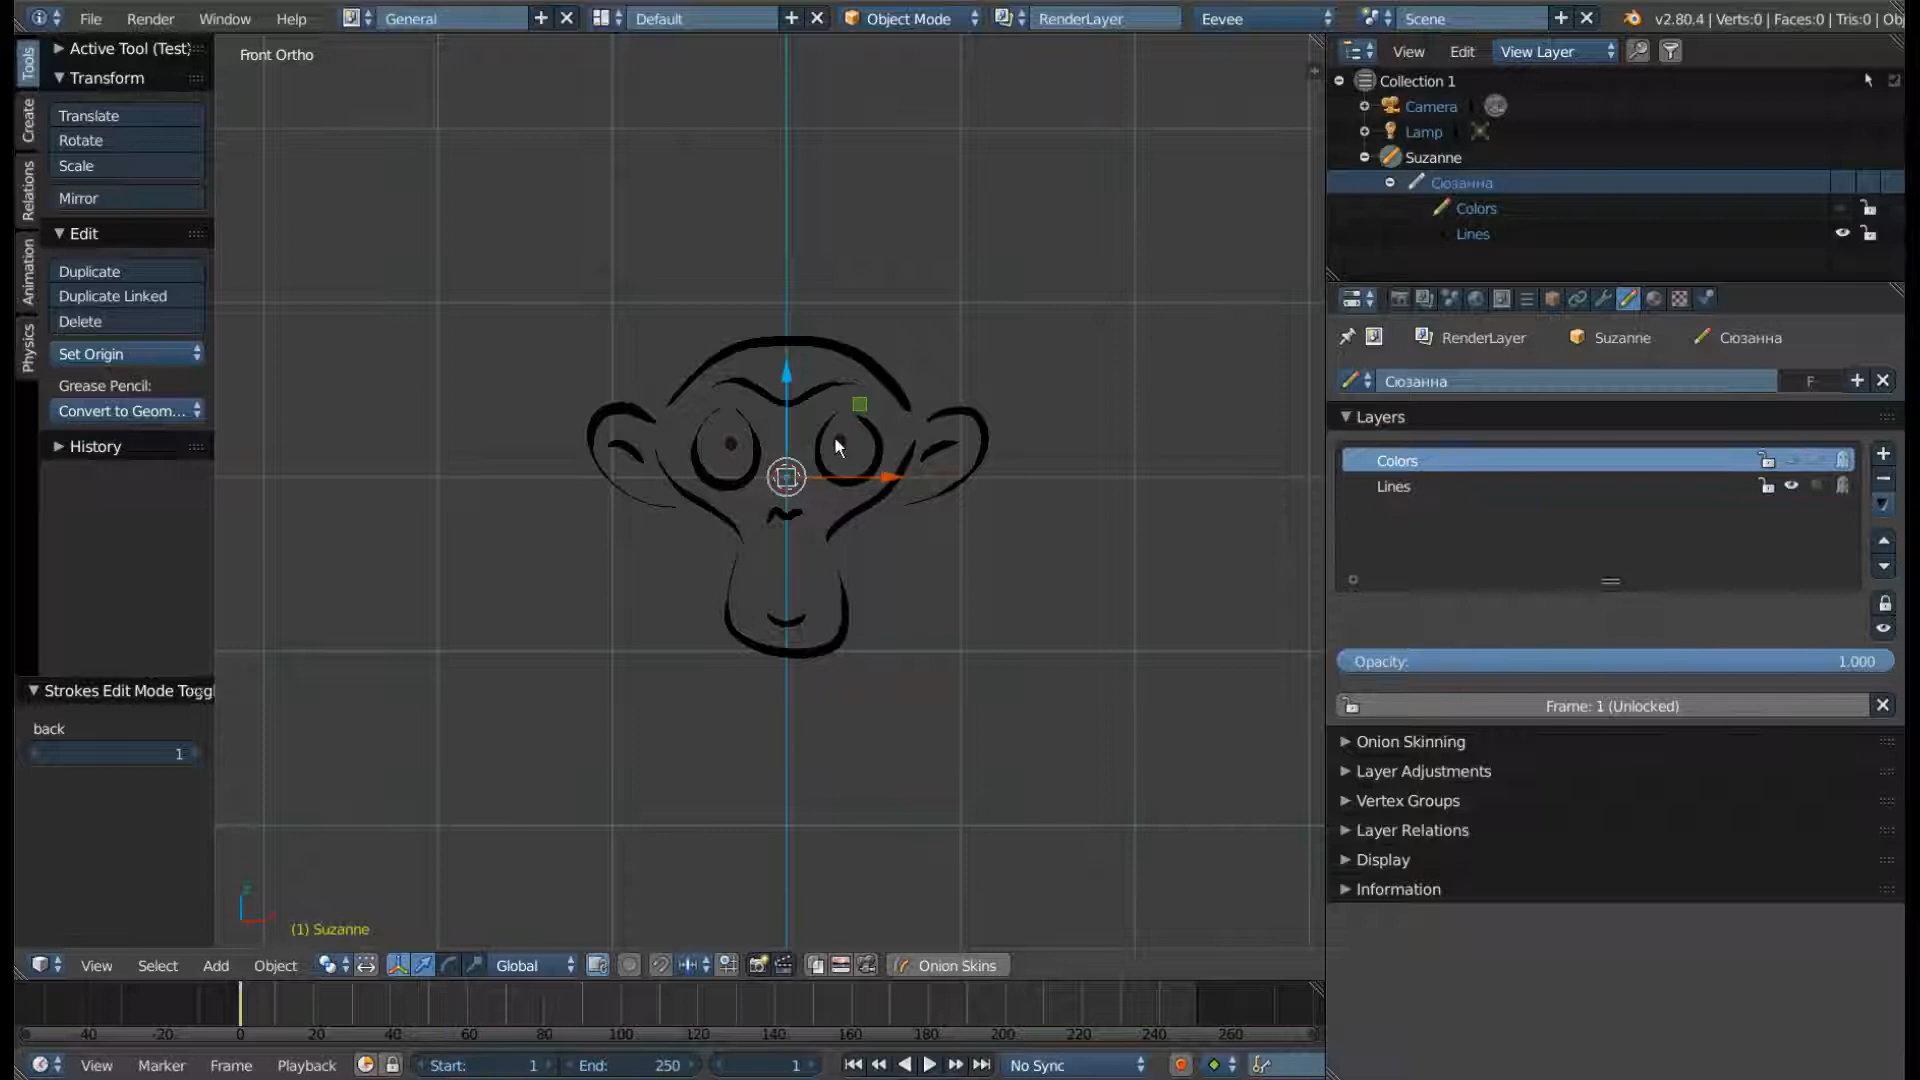 File Render Window Help General Default Object Mode RenderLayer Eevee Scene v2.80.4 | Verts:0 | Faces:0 | Tris:0 | Obj
Tools
Create
Relations
Animation
Physics
Active Tool (Test)
Transform
Translate
Rotate
Scale
Mirror
Edit
Duplicate
Duplicate Linked
Delete
Set Origin
Grease Pencil:
Convert to Geom...
History
Strokes Edit Mode Toggl
back
1
Front Ortho
(1) Suzanne
View Select Add Object Global Onion Skins
40 -20 0 20 40 60 80 100 120 140 160 180 200 220 240 260
View Marker Frame Playback Start: 1 End: 250 1 No Sync
View Edit View Layer
Collection 1
Camera
Lamp
Suzanne
Сюзанна
Colors
Lines
RenderLayer Suzanne Сюзанна
Сюзанна F
Layers
Colors
Lines
Opacity: 1.000
Frame: 1 (Unlocked)
Onion Skinning
Layer Adjustments
Vertex Groups
Layer Relations
Display
Information